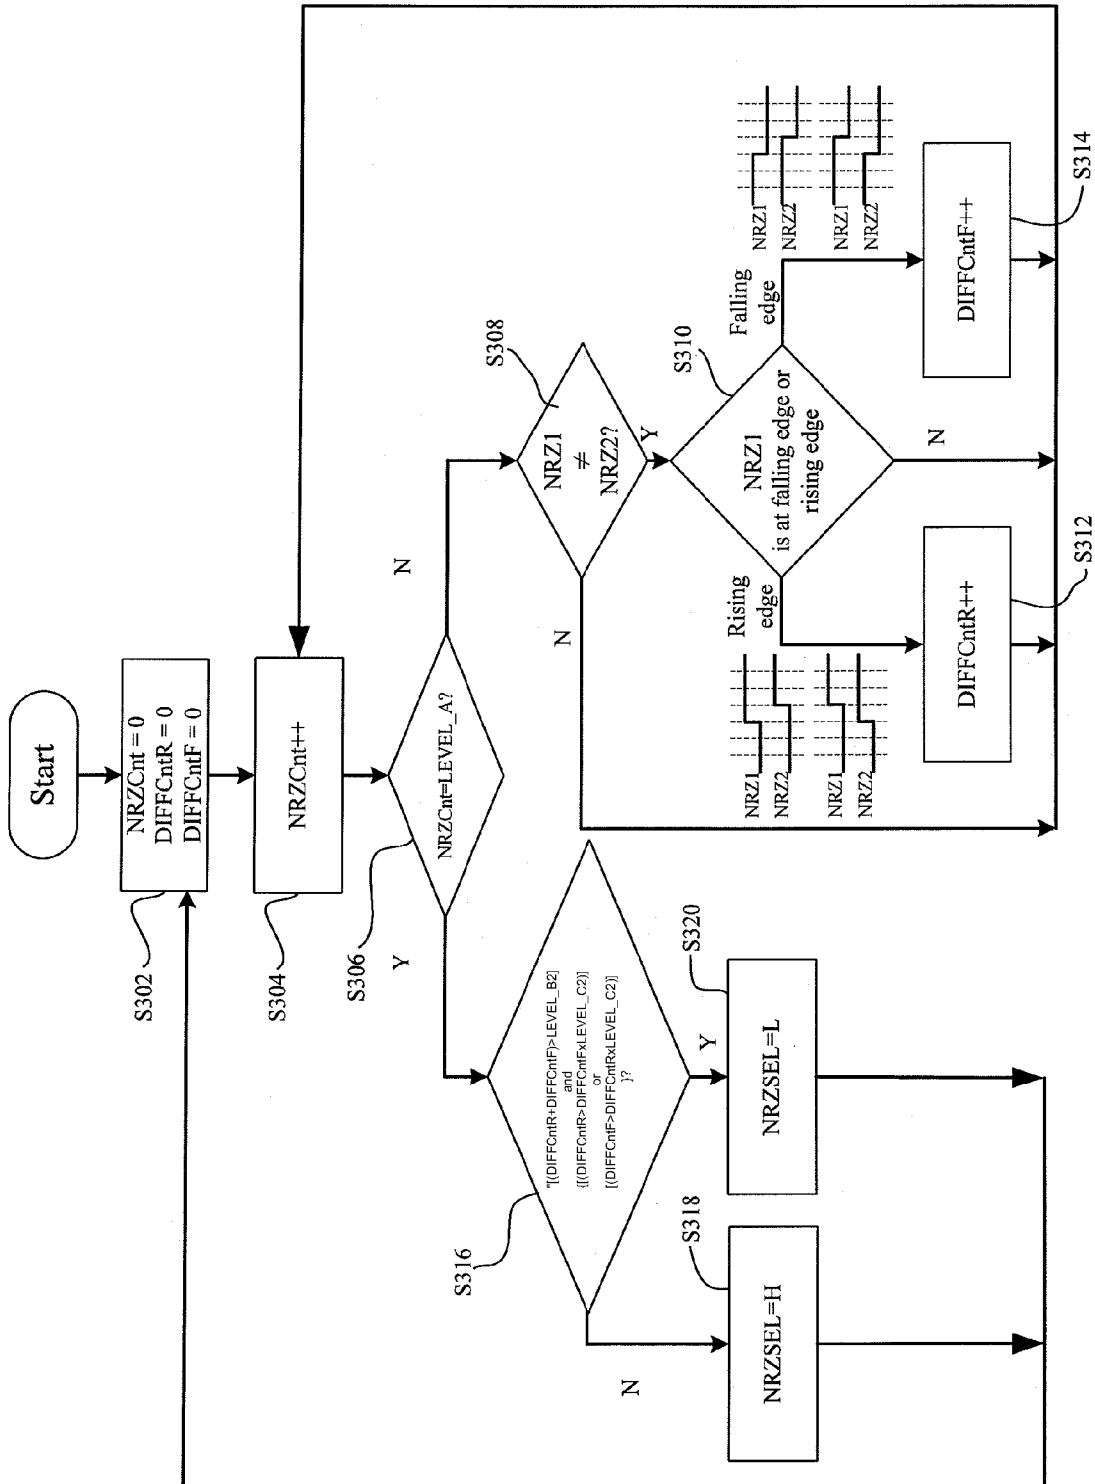 Start
NRZCnt = 0
DIFFCntR = 0
DIFFCntF = 0
S302
NRZCnt++
S304
NRZCnt=LEVEL_A?
S306
Y
N
"[(DIFFCntR+DIFFCntF)>LEVEL_B2]
and
{[(DIFFCntR>DIFFCntFxLEVEL_C2)]
or
[(DIFFCntF>DIFFCntRxLEVEL_C2)]
}?
S316
N
Y
NRZSEL=H
S318
NRZSEL=L
S320
NRZ1
≠
NRZ2?
S308
N
Y
NRZ1
is at falling edge or
rising edge
S310
Rising
edge
Falling
edge
N
NRZ1
NRZ2
NRZ1
NRZ2
NRZ1
NRZ2
NRZ1
NRZ2
DIFFCntR++
S312
DIFFCntF++
S314